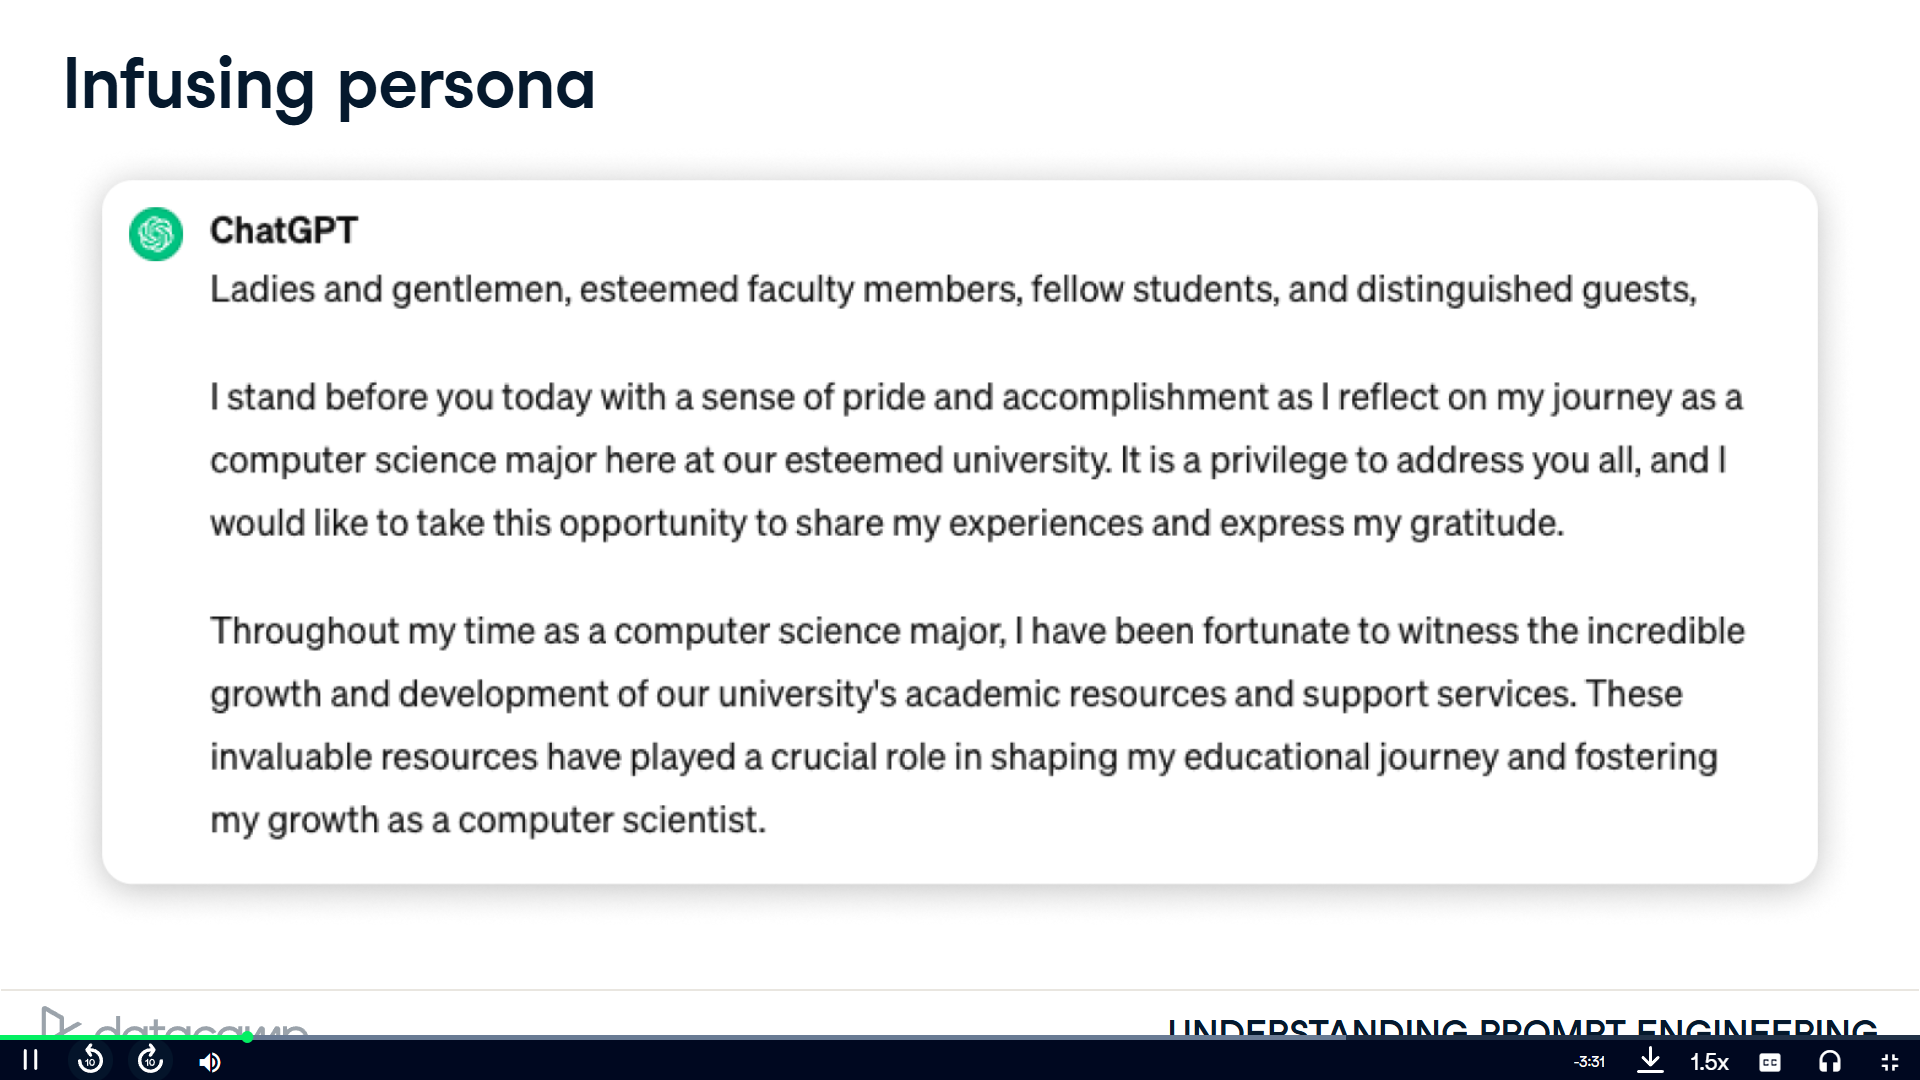 Infusing persona
ChatGPT
Ladies and gentlemen, esteemed faculty members, fellow students, and distinguished guests,
I stand before you today with a sense of pride and accomplishment as I reflect on my journey as a
computer science major here at our esteemed university. It is a privilege to address you all, and I
would like to take this opportunity to share my experiences and express my gratitude.
Throughout my time as a computer science major, I have been fortunate to witness the incredible
growth and development of our university's academic resources and support services. These
invaluable resources have played a crucial role in shaping my educational journey and fostering
my growth as a computer scientist.
datacamp
UNDERSTANDING PROMPT ENGINEERING
10
10
-3:31
1.5x
CC